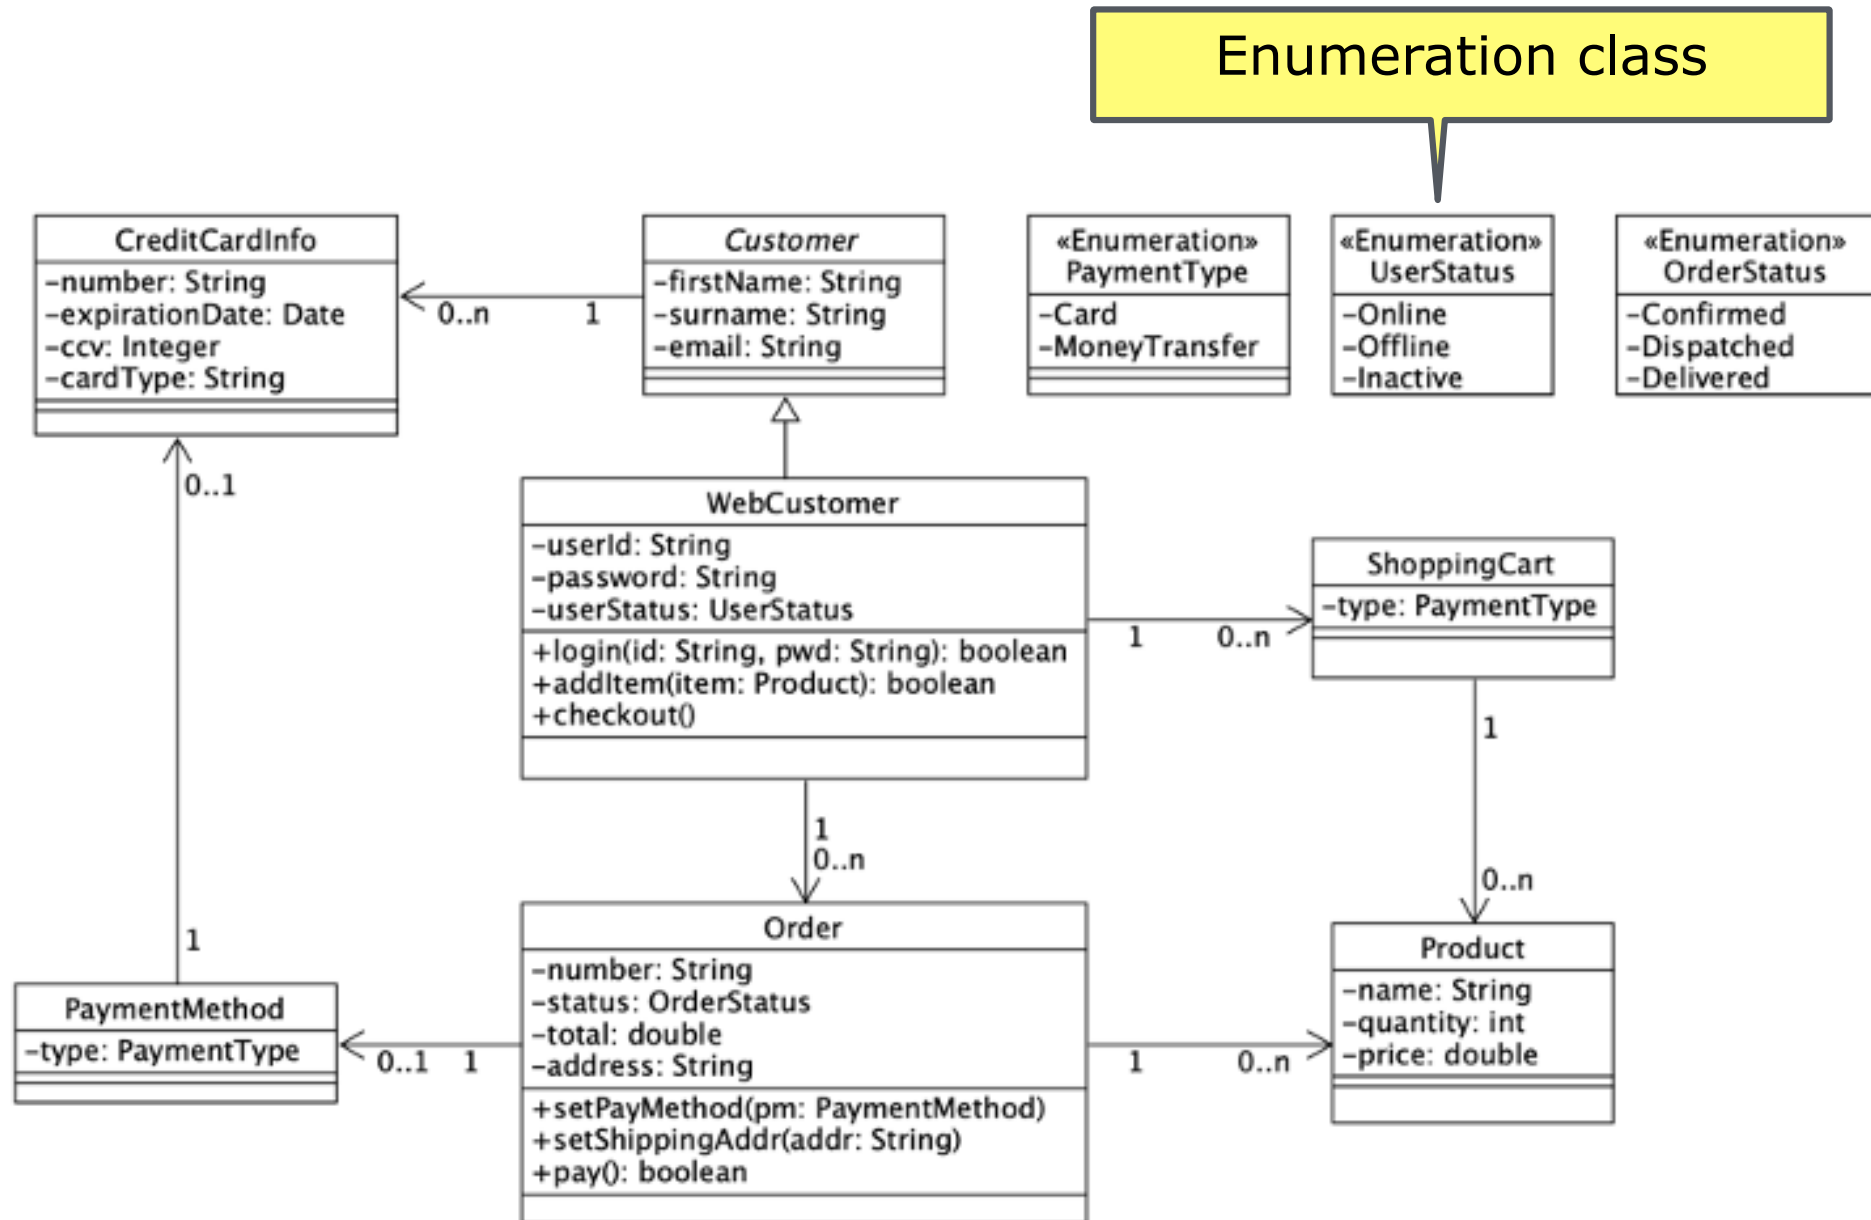 Enumeration class
CreditCardInfo
-number: String
-expirationDate: Date
-ccv: Integer
-cardType: String
0..n
1
Customer
-firstName: String
-surname: String
-email: String
«Enumeration»
PaymentType
-Card
-MoneyTransfer
«Enumeration»
UserStatus
-Online
-Offline
-Inactive
«Enumeration»
OrderStatus
-Confirmed
-Dispatched
-Delivered
0..1
1
WebCustomer
-userId: String
-password: String
-userStatus: UserStatus
+login(id: String, pwd: String): boolean
+addItem(item: Product): boolean
+checkout()
1
0..n
ShoppingCart
-type: PaymentType
1
0..n
1
0..n
PaymentMethod
-type: PaymentType
0..1
1
Order
-number: String
-status: OrderStatus
-total: double
-address: String
+setPayMethod(pm: PaymentMethod)
+setShippingAddr(addr: String)
+pay(): boolean
1
0..n
Product
-name: String
-quantity: int
-price: double